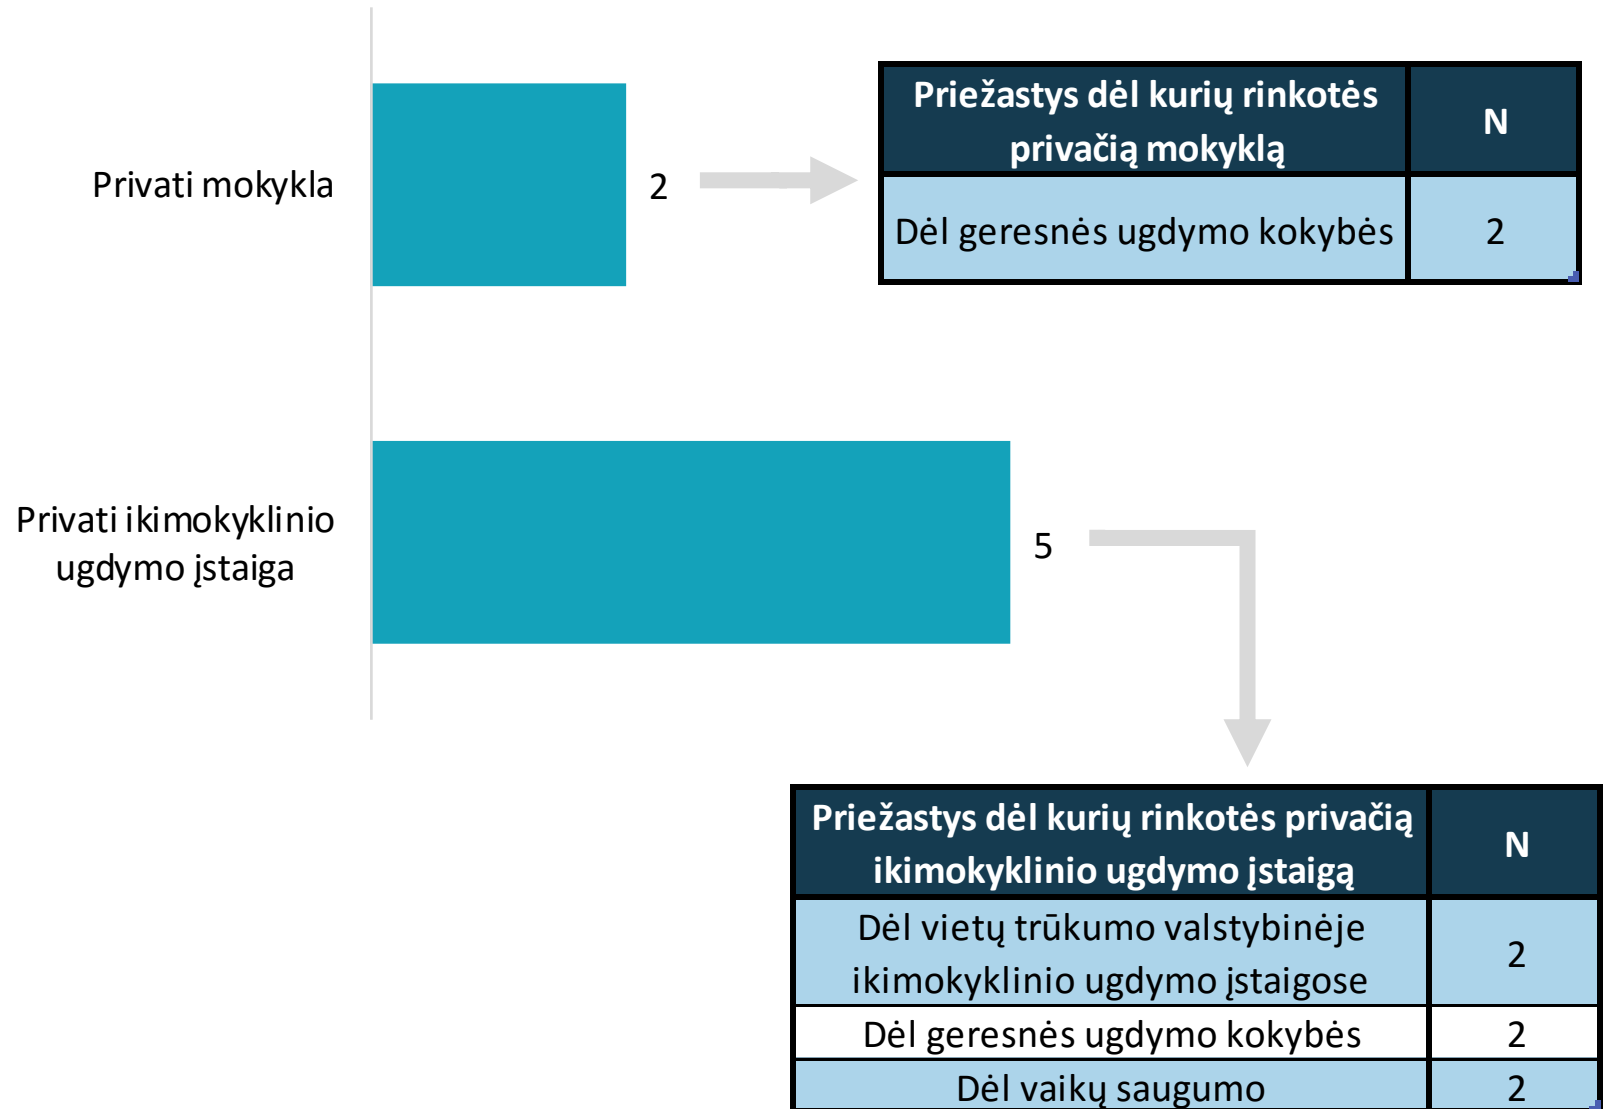 Privati mokykla
2
Priežastys dėl kurių rinkotės
privačią mokyklą
N
Dėl geresnės ugdymo kokybės
2
Privati ikimokyklinio
ugdymo įstaiga
5
Priežastys dėl kurių rinkotės privačią
ikimokyklinio ugdymo įstaigą
N
Dėl vietų trūkumo valstybinėje
ikimokyklinio ugdymo įstaigose
2
Dėl geresnės ugdymo kokybės
2
Dėl vaikų saugumo
2